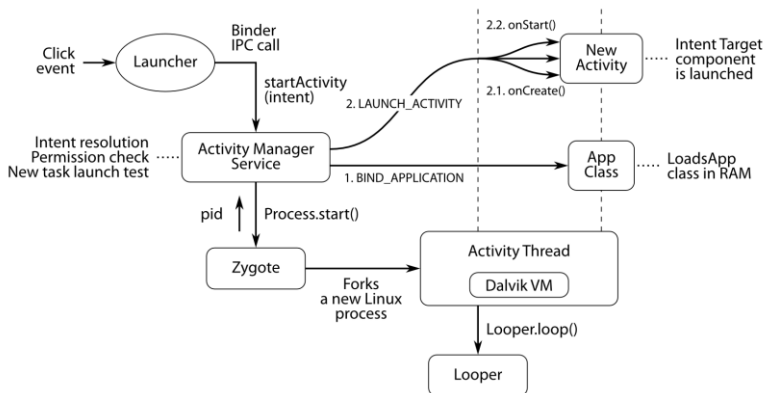 Click
event
Launcher
Binder
IPC call
startActivity
(intent)
2.2. onStart()
New
Activity
Intent Target
component
is launched
2. LAUNCH_ACTIVITY
2.1. onCreate()
Intent resolution
Permission check
New task launch test
Activity Manager
Service
1. BIND_APPLICATION
App
Class
LoadsApp
class in RAM
pid
Process.start()
Zygote
Forks
a new Linux
process
Activity Thread
Dalvik VM
Looper.loop()
Looper